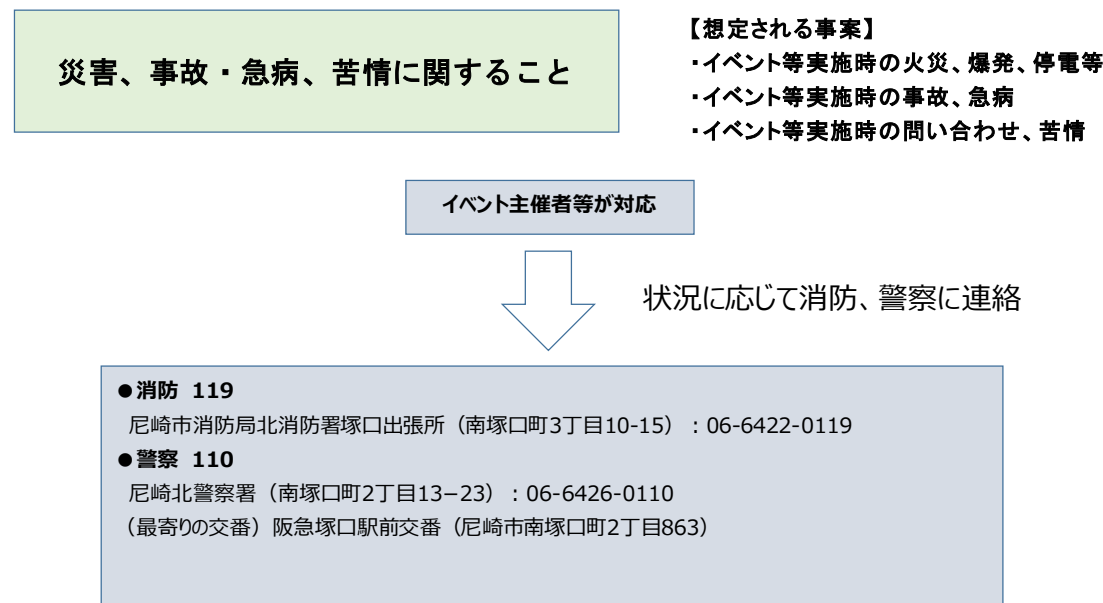 災害、事故・急病、苦情に関すること
【想定される事案】
・イベント等実施時の火災、爆発、停電等
・イベント等実施時の事故、急病
・イベント等実施時の問い合わせ、苦情
イベント主催者等が対応
状況に応じて消防、警察に連絡
●消防 119
尼崎市消防局北消防署塚口出張所（南塚口町3丁目10-15）：06-6422-0119
●警察 110
尼崎北警察署（南塚口町2丁目13−23）：06-6426-0110
（最寄りの交番）阪急塚口駅前交番（尼崎市南塚口町2丁目863）